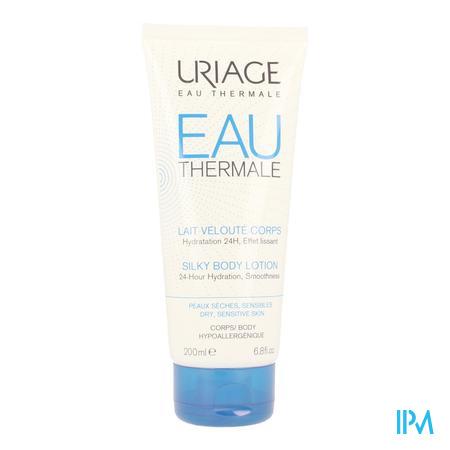 URIAGE
EAU THERMALE
EAU
THERMALE
LAIT VELOUTÉ CORPS
Hydratation 24H, Effet lissant
SILKY BODY LOTION
24-Hour Hydration, Smoothness
PEAUX SÈCHES, SENSIBLES
DRY, SENSITIVE SKIN
CORPS/ BODY
HYPOALLERGÉNIQUE
200ml ℮ 6.8fl.oz
IPM